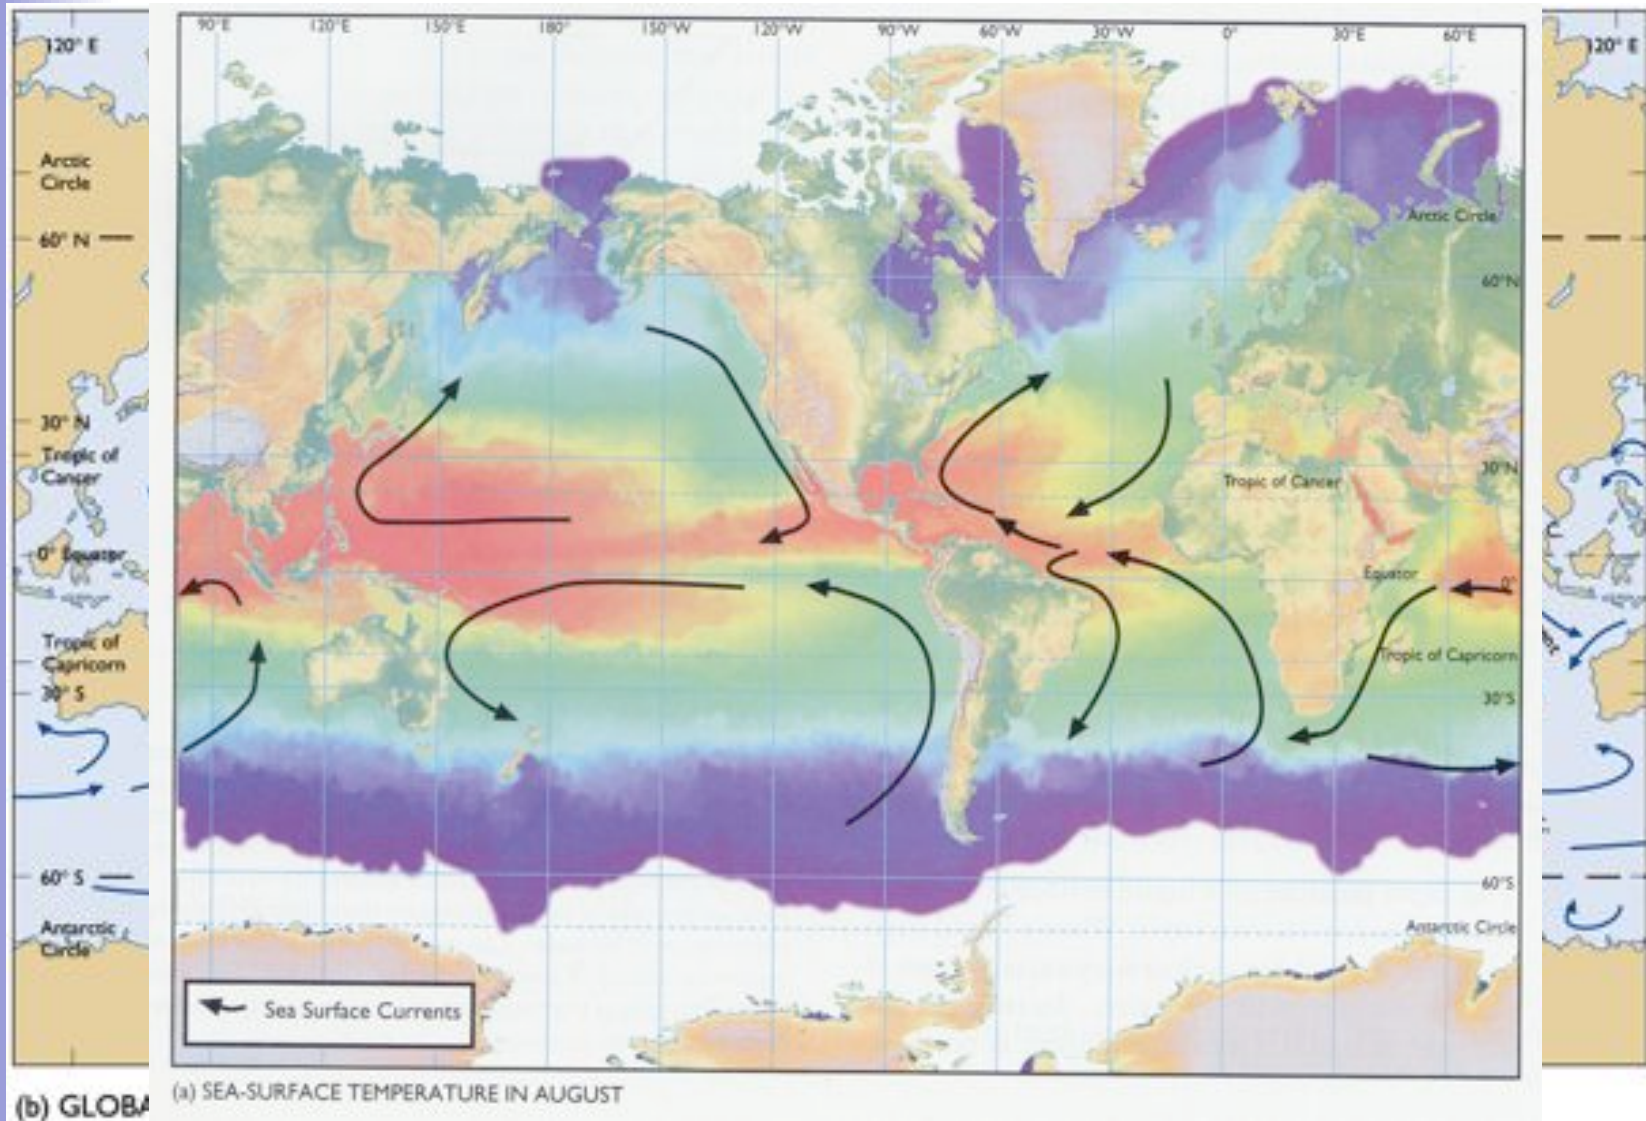 120° E
Arctic
Circle
60° N
30° N
Tropic of
Cancer
0° Equator
Tropic of
Capricorn
30° S
60° S
Antarctic
Circle
(b) GLOBA
90°E 120°E 150°E 180° 150°W 120°W 90°W 60°W 30°W 0° 30°E 60°E
Arctic Circle
60°N
30°N
Tropic of Cancer
Equator
0°
Tropic of Capricorn
30°S
60°S
Antarctic Circle
Sea Surface Currents
(a) SEA-SURFACE TEMPERATURE IN AUGUST
120° E